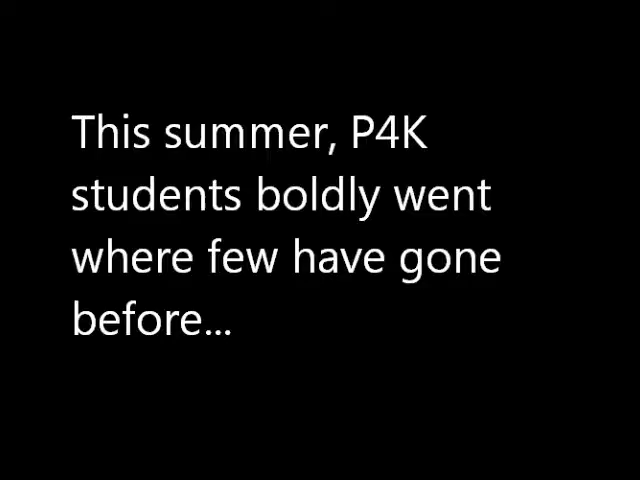 This summer, P4K
students boldly went
where few have gone
before...